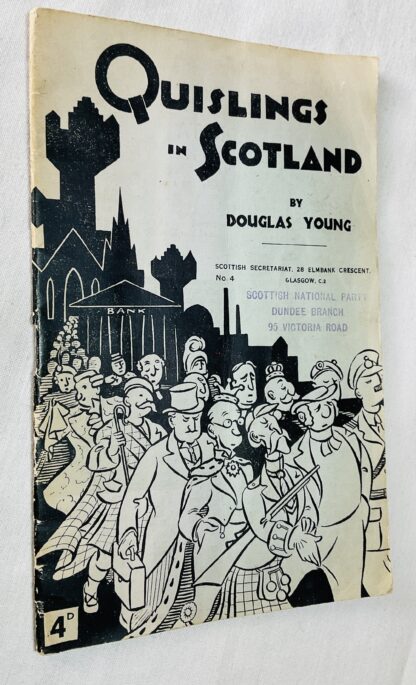 QUISLINGS
IN SCOTLAND
BY
DOUGLAS YOUNG
SCOTTISH SECRETARIAT, 28 ELMBANK CRESCENT,
No. 4 GLASGOW, C.2
SCOTTISH NATIONAL PARTY
DUNDEE BRANCH
95 VICTORIA ROAD
BANK
4D